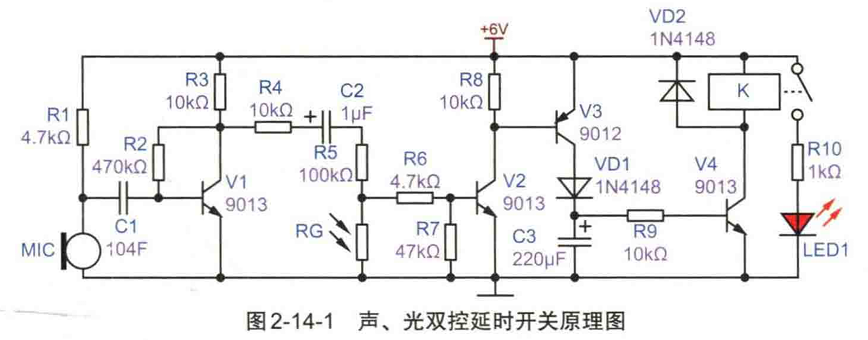 +6V
VD2
1N4148
R3
10kΩ
R4
10kΩ
C2
1μF
+
R8
10kΩ
V3
9012
K
R1
4.7kΩ
R2
470kΩ
R5
100kΩ
R6
4.7kΩ
VD1
1N4148
V4
9013
R10
1kΩ
V1
9013
V2
9013
C1
104F
MIC
RG
R7
47kΩ
C3
220μF
+
R9
10kΩ
LED1
图2-14-1 声、光双控延时开关原理图